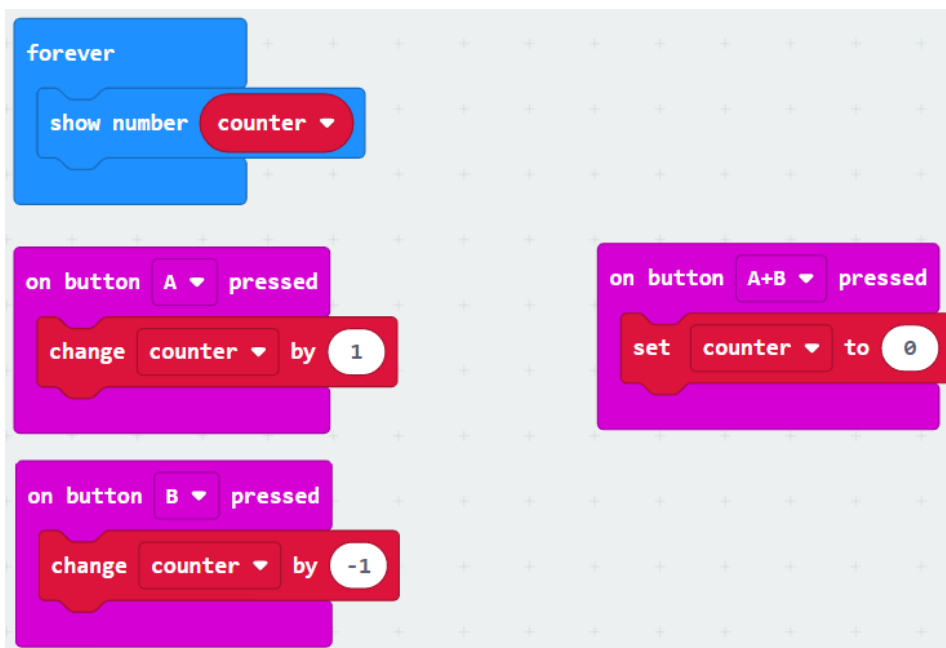 forever
show number counter
on button A pressed
change counter by 1
on button B pressed
change counter by -1
on button A+B pressed
set counter to 0